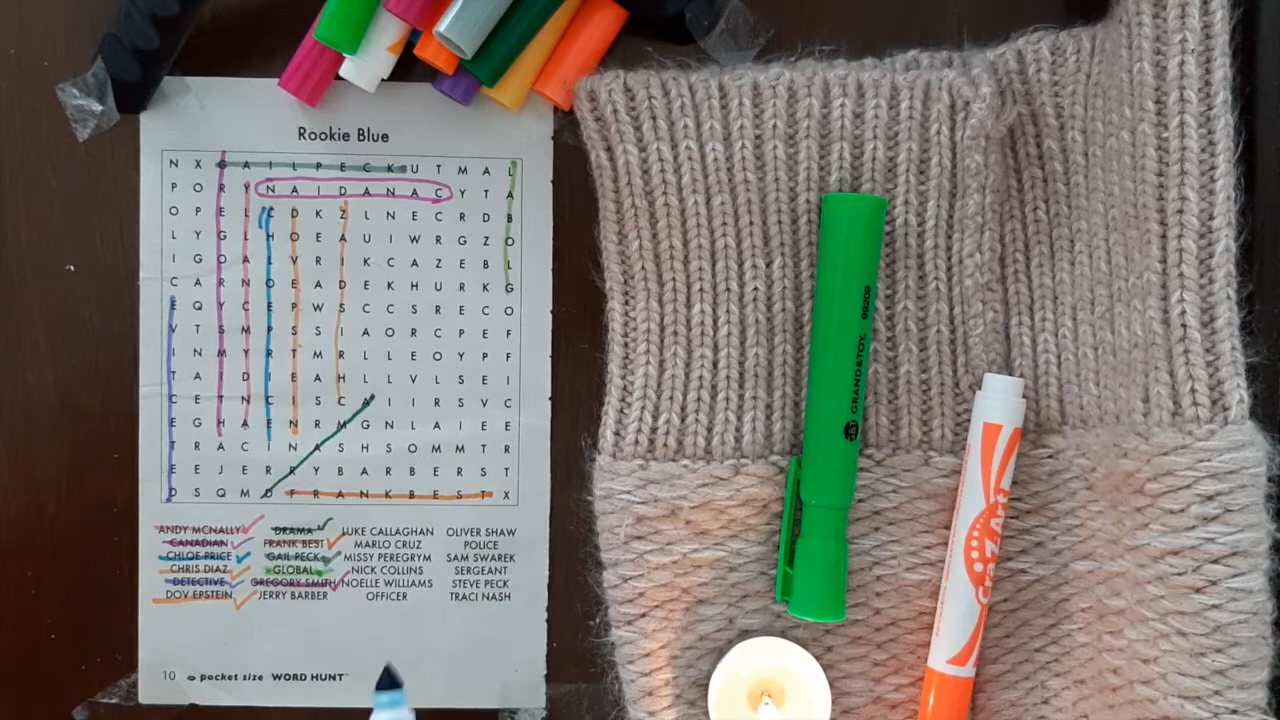 Rookie Blue
N X G A I L P E C K U T M A L
P O R Y N A I D A N A C Y T A
O P E L C D K Z L N E C R D B
L Y G L H O E A U I W R G Z O
I G O A L V R I K C A Z E B L
C A R N O E A D E K H U R K G
E Q Y C E P W S C C S R E C O
V T S M P S S I A O R C P E F
I N M Y R T M R L L E O Y P F
T A I D I E A H L L V L S E I
C E T N C I S C A I I R S V C
E G H A E N R M G N L A I E E
T R A C I N A S H S O M M T R
E E J E R R Y B A R B E R S T
D S Q M D F R A N K B E S T X
ANDY MCNALLY DRAMA LUKE CALLAGHAN OLIVER SHAW
CANADIAN FRANK BEST MARLO CRUZ POLICE
CHLOE PRICE GAIL PECK MISSY PEREGRYM SAM SWAREK
CHRIS DIAZ GLOBAL NICK COLLINS SERGEANT
DETECTIVE GREGORY SMITH NOELLE WILLIAMS STEVE PECK
DOV EPSTEIN JERRY BARBER OFFICER TRACI NASH
10 pocket size WORD HUNT™
GRAND&TOY. 99209
CraZArt